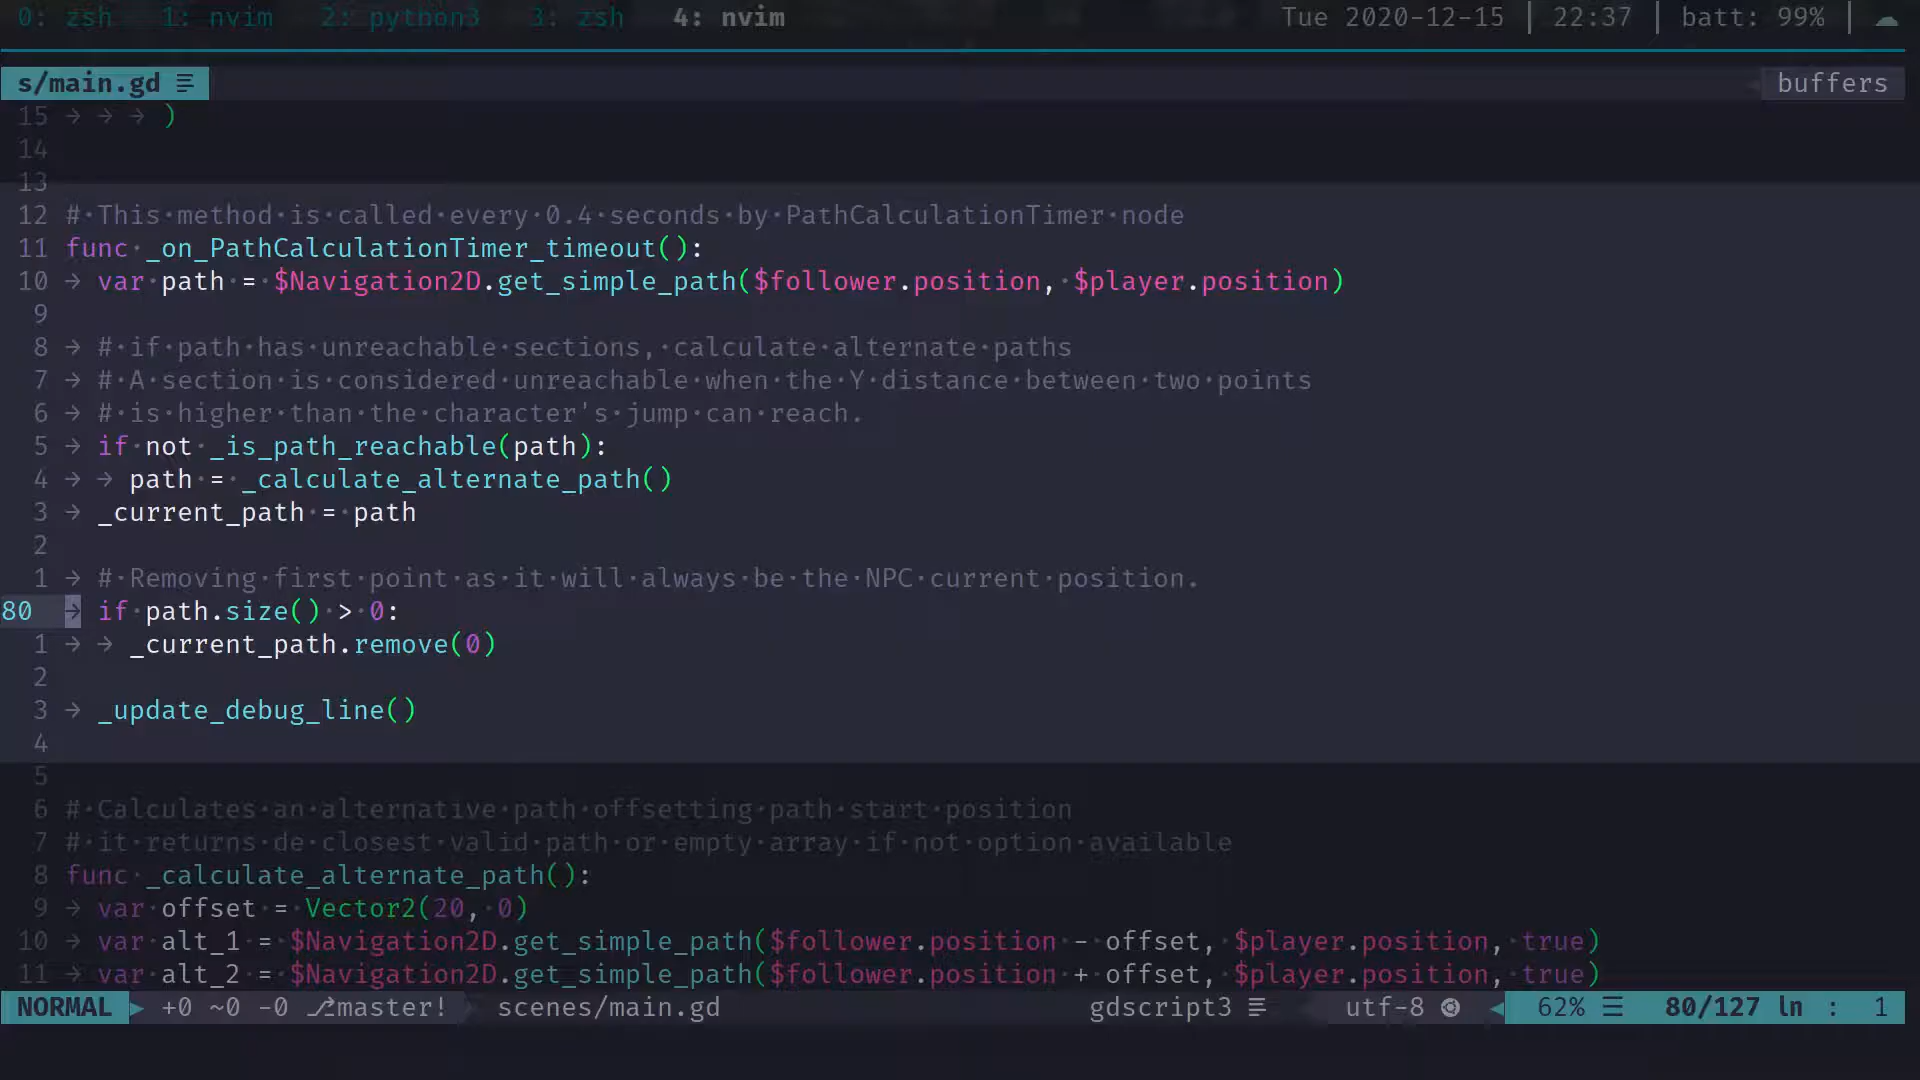 0: zsh 1: nvim 2: python3 3: zsh 4: nvim Tue 2020-12-15 | 22:37 | batt: 99% | ☁
s/main.gd ☰ buffers
15 → → → )
14
13
12 #·This·method·is·called·every·0.4·seconds·by·PathCalculationTimer·node
11 func·_on_PathCalculationTimer_timeout():
10 → var·path·=·$Navigation2D.get_simple_path($follower.position,·$player.position)
9
8 → #·if·path·has·unreachable·sections,·calculate·alternate·paths
7 → #·A·section·is·considered·unreachable·when·the·Y·distance·between·two·points
6 → #·is·higher·than·the·character's·jump·can·reach.
5 → if·not·_is_path_reachable(path):
4 → → path·=·_calculate_alternate_path()
3 → _current_path·=·path
2
1 → #·Removing·first·point·as·it·will·always·be·the·NPC·current·position.
80 → if·path.size()·>·0:
1 → → _current_path.remove(0)
2
3 → _update_debug_line()
4
5
6 #·Calculates·an·alternative·path·offsetting·path·start·position
7 #·it·returns·de·closest·valid·path·or·empty·array·if·not·option·available
8 func·_calculate_alternate_path():
9 → var·offset·=·Vector2(20,·0)
10 → var·alt_1·=·$Navigation2D.get_simple_path($follower.position·-·offset,·$player.position,·true)
11 → var·alt_2·=·$Navigation2D.get_simple_path($follower.position·+·offset,·$player.position,·true)
NORMAL +0 ~0 -0 ⎇master! scenes/main.gd gdscript3 ☰ utf-8 62% ☰ 80/127 ln : 1